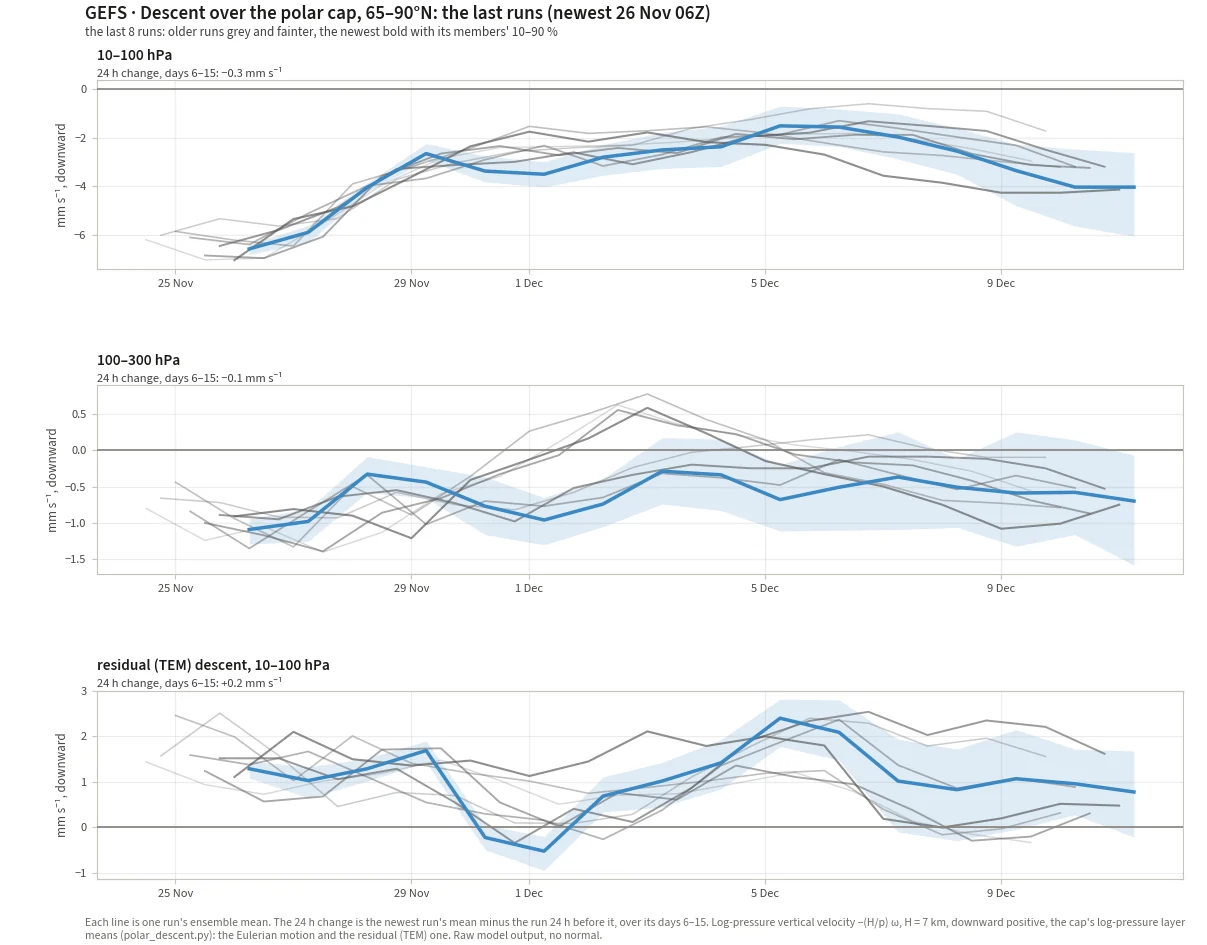 GEFS · Descent over the polar cap, 65–90°N: the last runs (newest 26 Nov 06Z)
the last 8 runs: older runs grey and fainter, the newest bold with its members' 10–90 %
10–100 hPa
24 h change, days 6–15: −0.3 mm s⁻¹
mm s⁻¹, downward
0
−2
−4
−6
25 Nov
29 Nov
1 Dec
5 Dec
9 Dec
100–300 hPa
24 h change, days 6–15: −0.1 mm s⁻¹
mm s⁻¹, downward
0.5
0.0
−0.5
−1.0
−1.5
25 Nov
29 Nov
1 Dec
5 Dec
9 Dec
residual (TEM) descent, 10–100 hPa
24 h change, days 6–15: +0.2 mm s⁻¹
mm s⁻¹, downward
3
2
1
0
−1
25 Nov
29 Nov
1 Dec
5 Dec
9 Dec
Each line is one run's ensemble mean. The 24 h change is the newest run's mean minus the run 24 h before it, over its days 6–15. Log-pressure vertical velocity −(H/p) ω, H = 7 km, downward positive, the cap's log-pressure layer
means (polar_descent.py): the Eulerian motion and the residual (TEM) one. Raw model output, no normal.